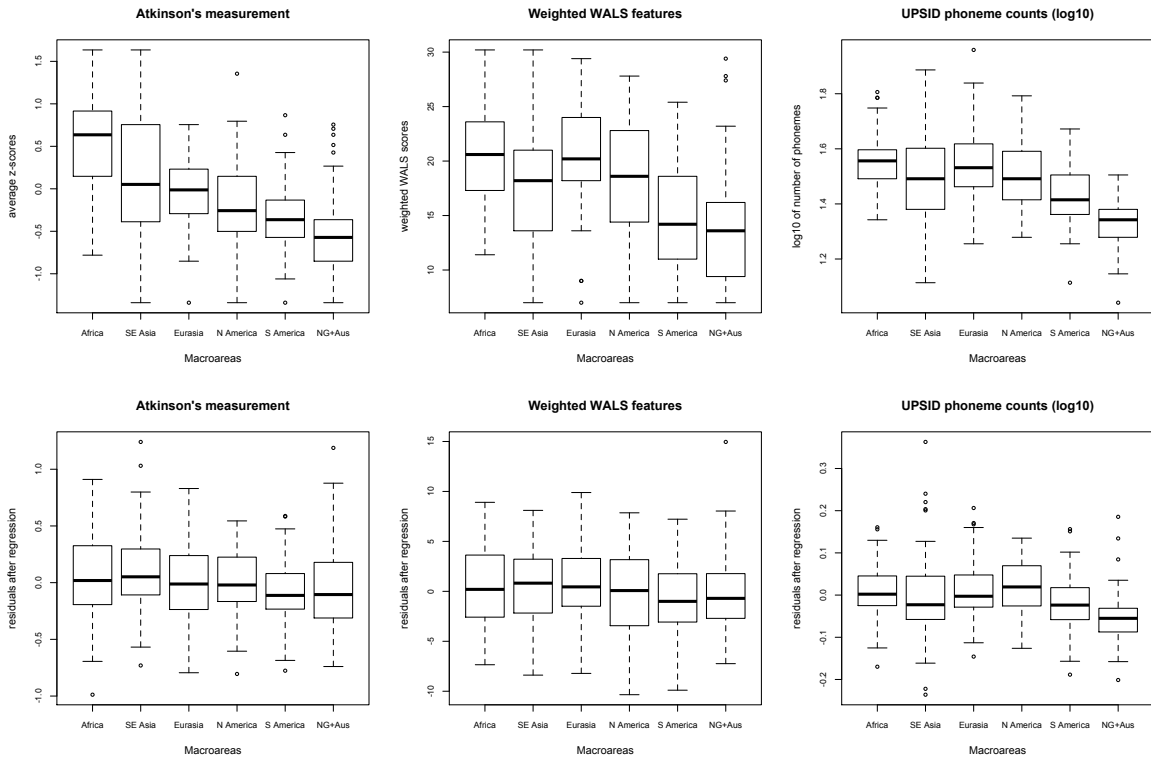 Atkinson's measurement
average z-scores
1.5
1.0
0.5
0.0
-0.5
-1.0
Africa SE Asia Eurasia N America S America NG+Aus
Macroareas
Weighted WALS features
weighted WALS scores
30
25
20
15
10
Africa SE Asia Eurasia N America S America NG+Aus
Macroareas
UPSID phoneme counts (log10)
log10 of number of phonemes
1.8
1.6
1.4
1.2
Africa SE Asia Eurasia N America S America NG+Aus
Macroareas
Atkinson's measurement
residuals after regression
1.0
0.5
0.0
-0.5
-1.0
Africa SE Asia Eurasia N America S America NG+Aus
Macroareas
Weighted WALS features
residuals after regression
15
10
5
0
-5
-10
Africa SE Asia Eurasia N America S America NG+Aus
Macroareas
UPSID phoneme counts (log10)
residuals after regression
0.3
0.2
0.1
0.0
-0.1
-0.2
Africa SE Asia Eurasia N America S America NG+Aus
Macroareas